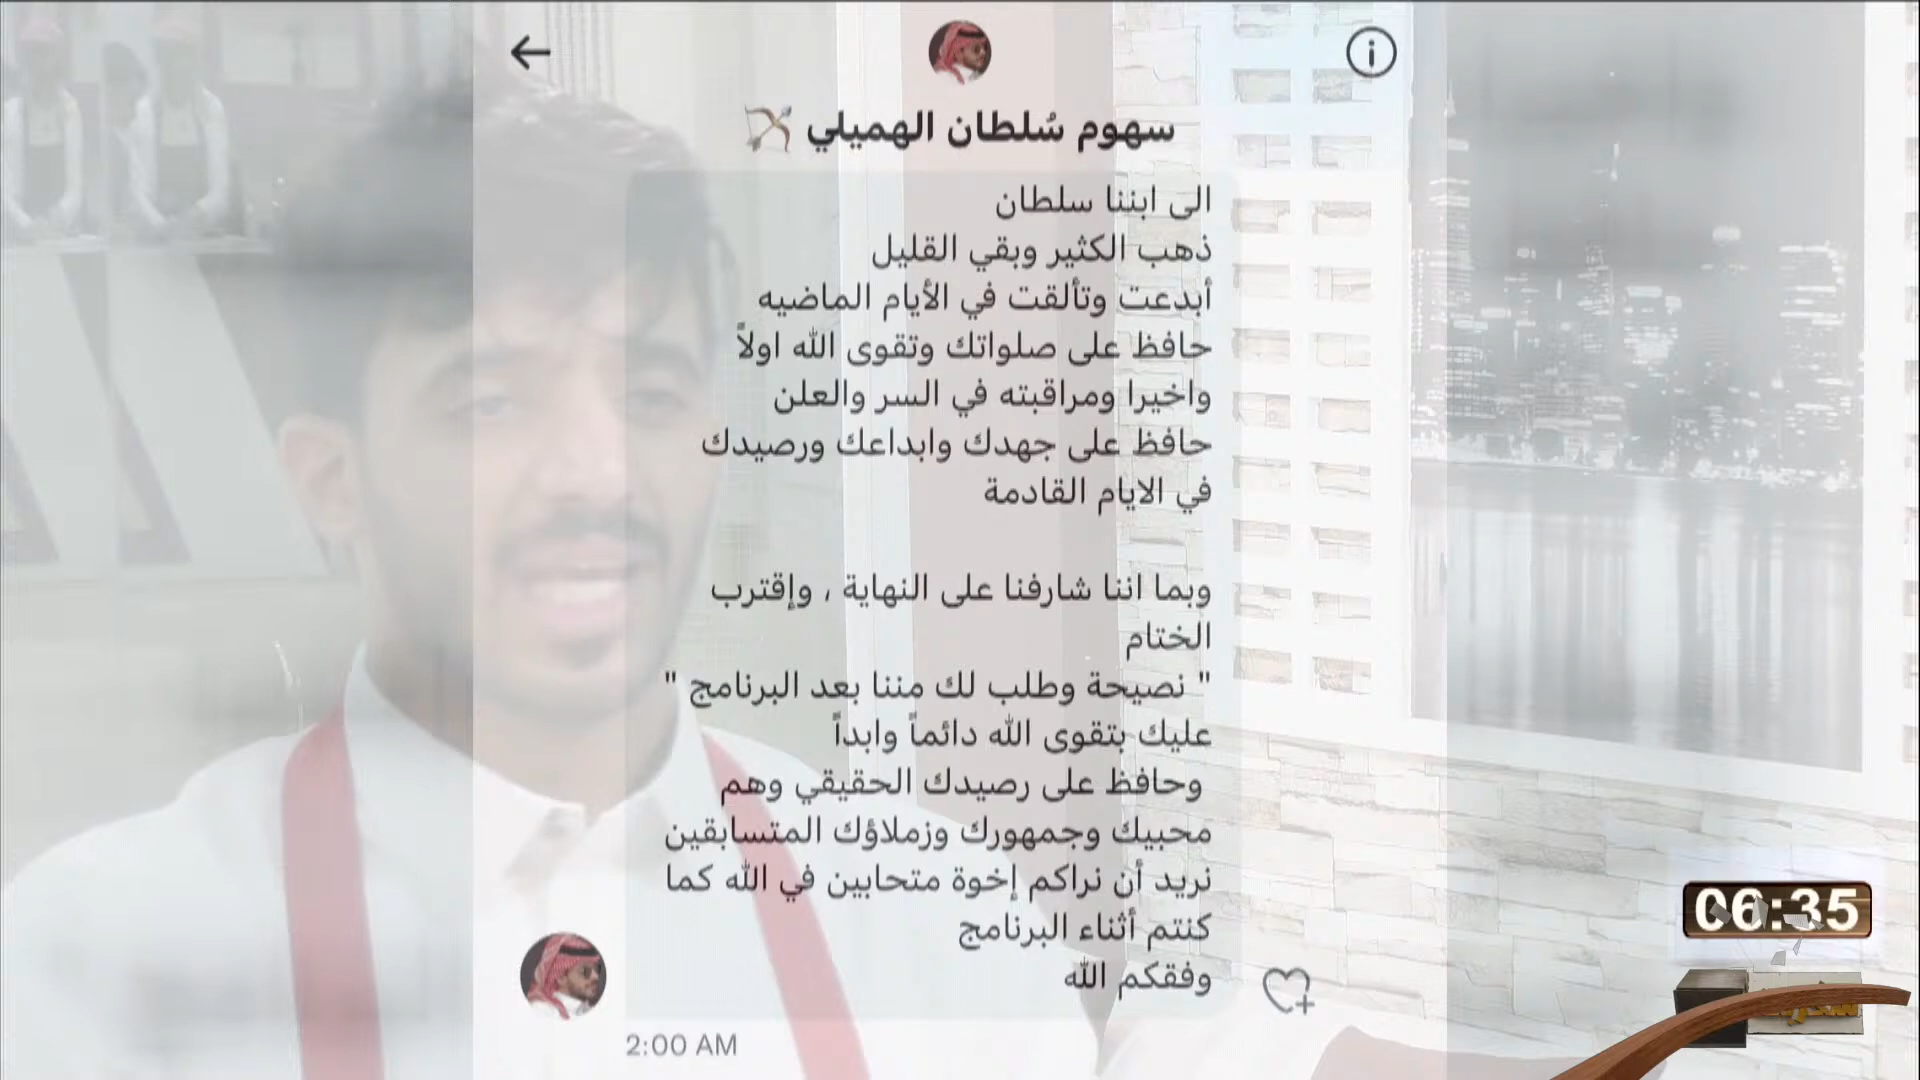 سهوم سُلطان الهميلي 🏹
الى ابننا سلطان
ذهب الكثير وبقي القليل
أبدعت وتألقت في الأيام الماضيه
حافظ على صلواتك وتقوى الله اولاً
واخيرا ومراقبته في السر والعلن
حافظ على جهدك وابداعك ورصيدك
في الايام القادمة
وبما اننا شارفنا على النهاية ، وإقترب
الختام
" نصيحة وطلب لك مننا بعد البرنامج "
عليك بتقوى الله دائماً وابداً
وحافظ على رصيدك الحقيقي وهم
محبيك وجمهورك وزملاؤك المتسابقين
نريد أن نراكم إخوة متحابين في الله كما
كنتم أثناء البرنامج
وفقكم الله
2:00 AM
06:35